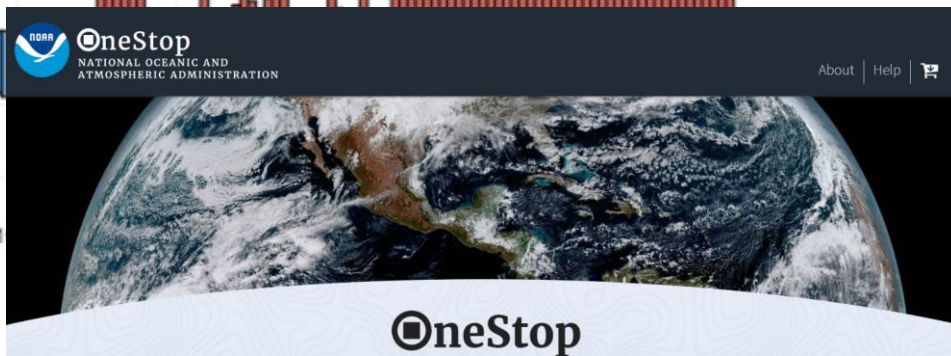 NOAA
OneStop
NATIONAL OCEANIC AND
ATMOSPHERIC ADMINISTRATION
About | Help
OneStop